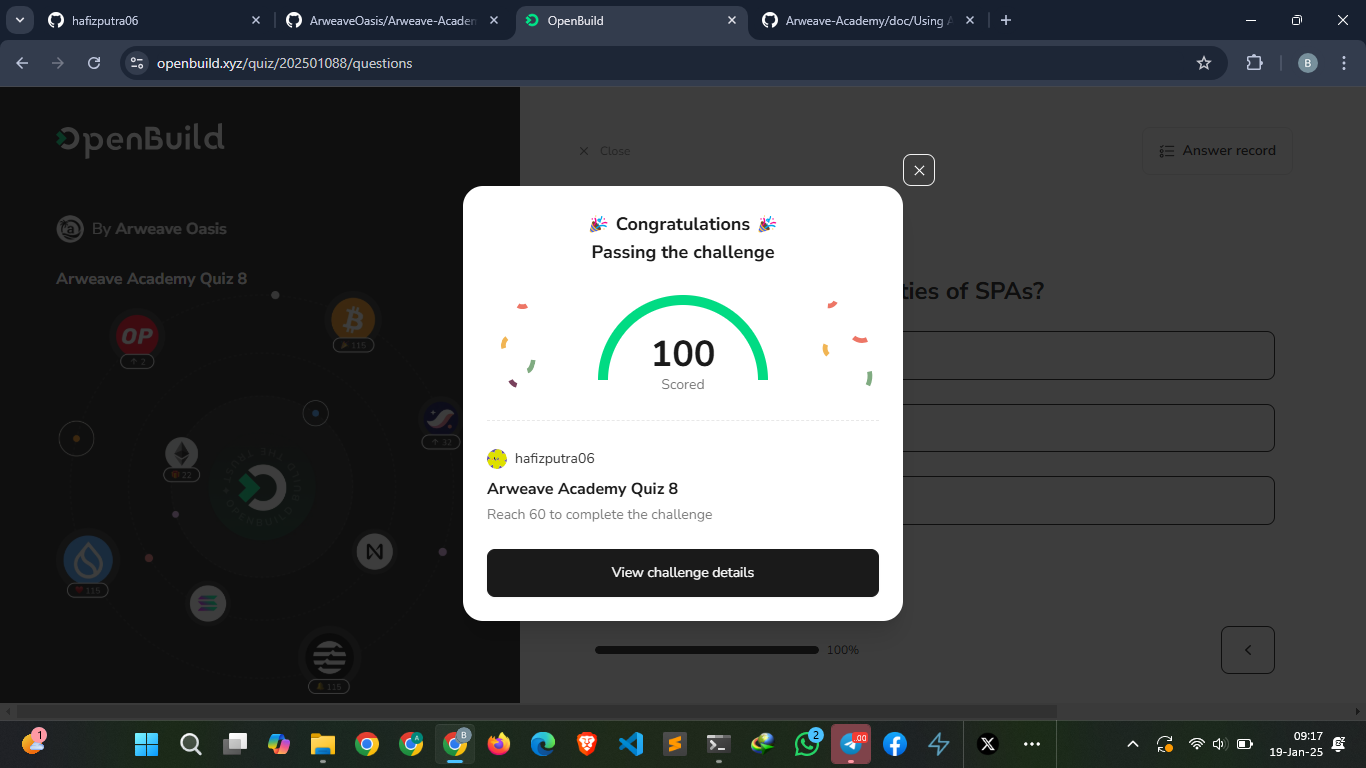 hafizputra06
ArweaveOasis/Arweave-Academ
OpenBuild
Arweave-Academy/doc/Using A
openbuild.xyz/quiz/202501088/questions
B
OpenBuild
Close
Answer record
By Arweave Oasis
Arweave Academy Quiz 8
ties of SPAs?
🎉 Congratulations 🎉
Passing the challenge
100
Scored
hafizputra06
Arweave Academy Quiz 8
Reach 60 to complete the challenge
View challenge details
OP
2
115
32
22
115
115
100%
1
A
B
2
.00
09:17
19-Jan-25